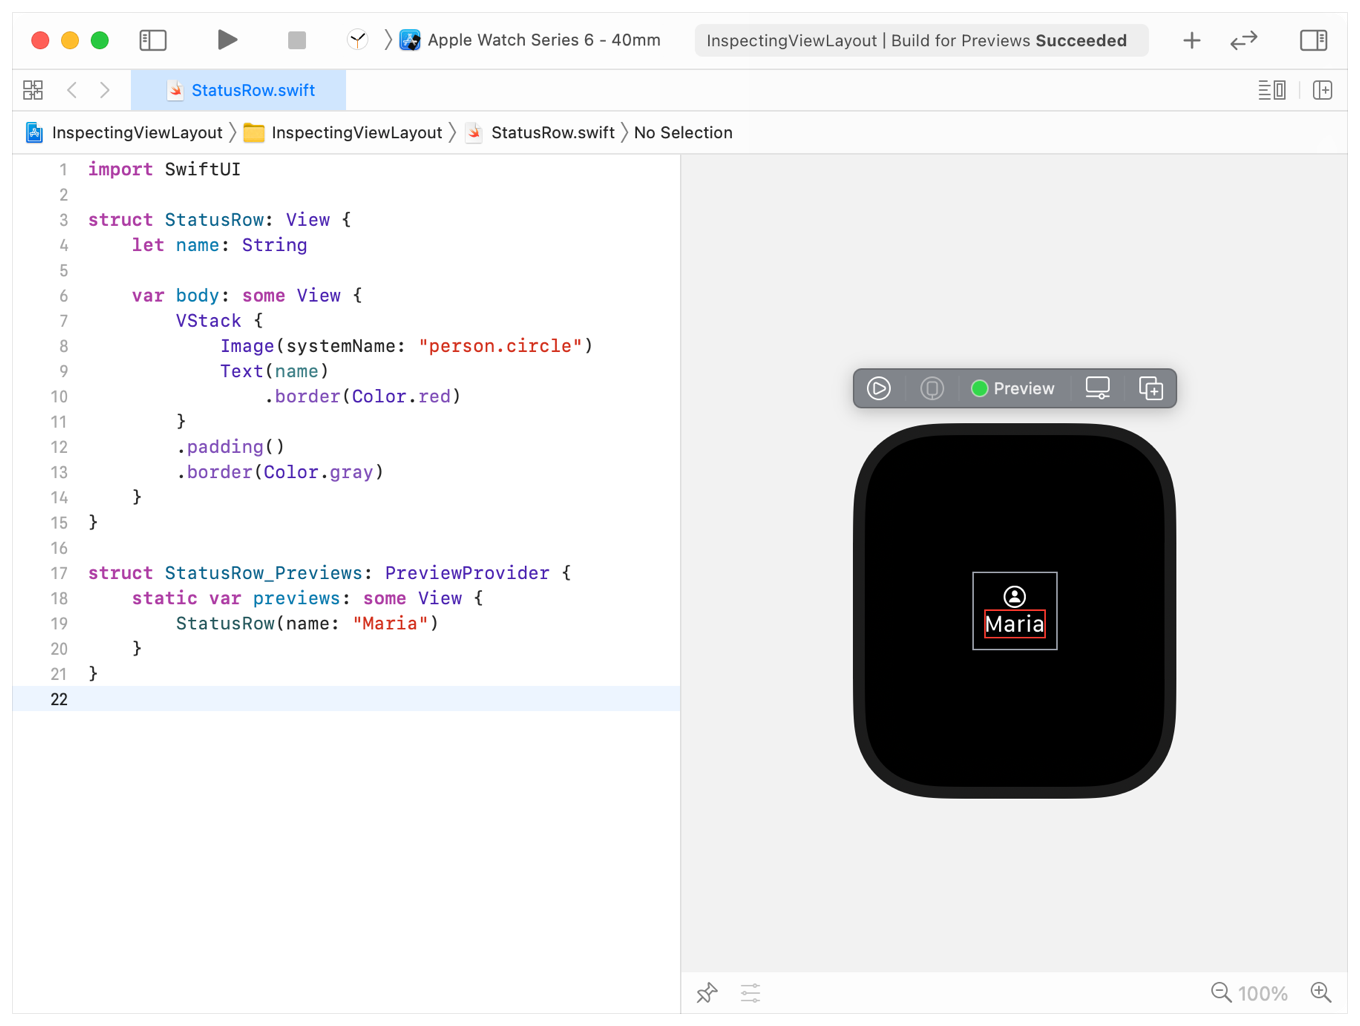 Apple Watch Series 6 - 40mm
InspectingViewLayout | Build for Previews Succeeded
StatusRow.swift
InspectingViewLayout 〉 InspectingViewLayout 〉 StatusRow.swift 〉 No Selection
1 import SwiftUI
2
3 struct StatusRow: View {
4     let name: String
5
6     var body: some View {
7         VStack {
8             Image(systemName: "person.circle")
9             Text(name)
10                 .border(Color.red)
11         }
12         .padding()
13         .border(Color.gray)
14     }
15 }
16
17 struct StatusRow_Previews: PreviewProvider {
18     static var previews: some View {
19         StatusRow(name: "Maria")
20     }
21 }
22
Preview
Maria
100%